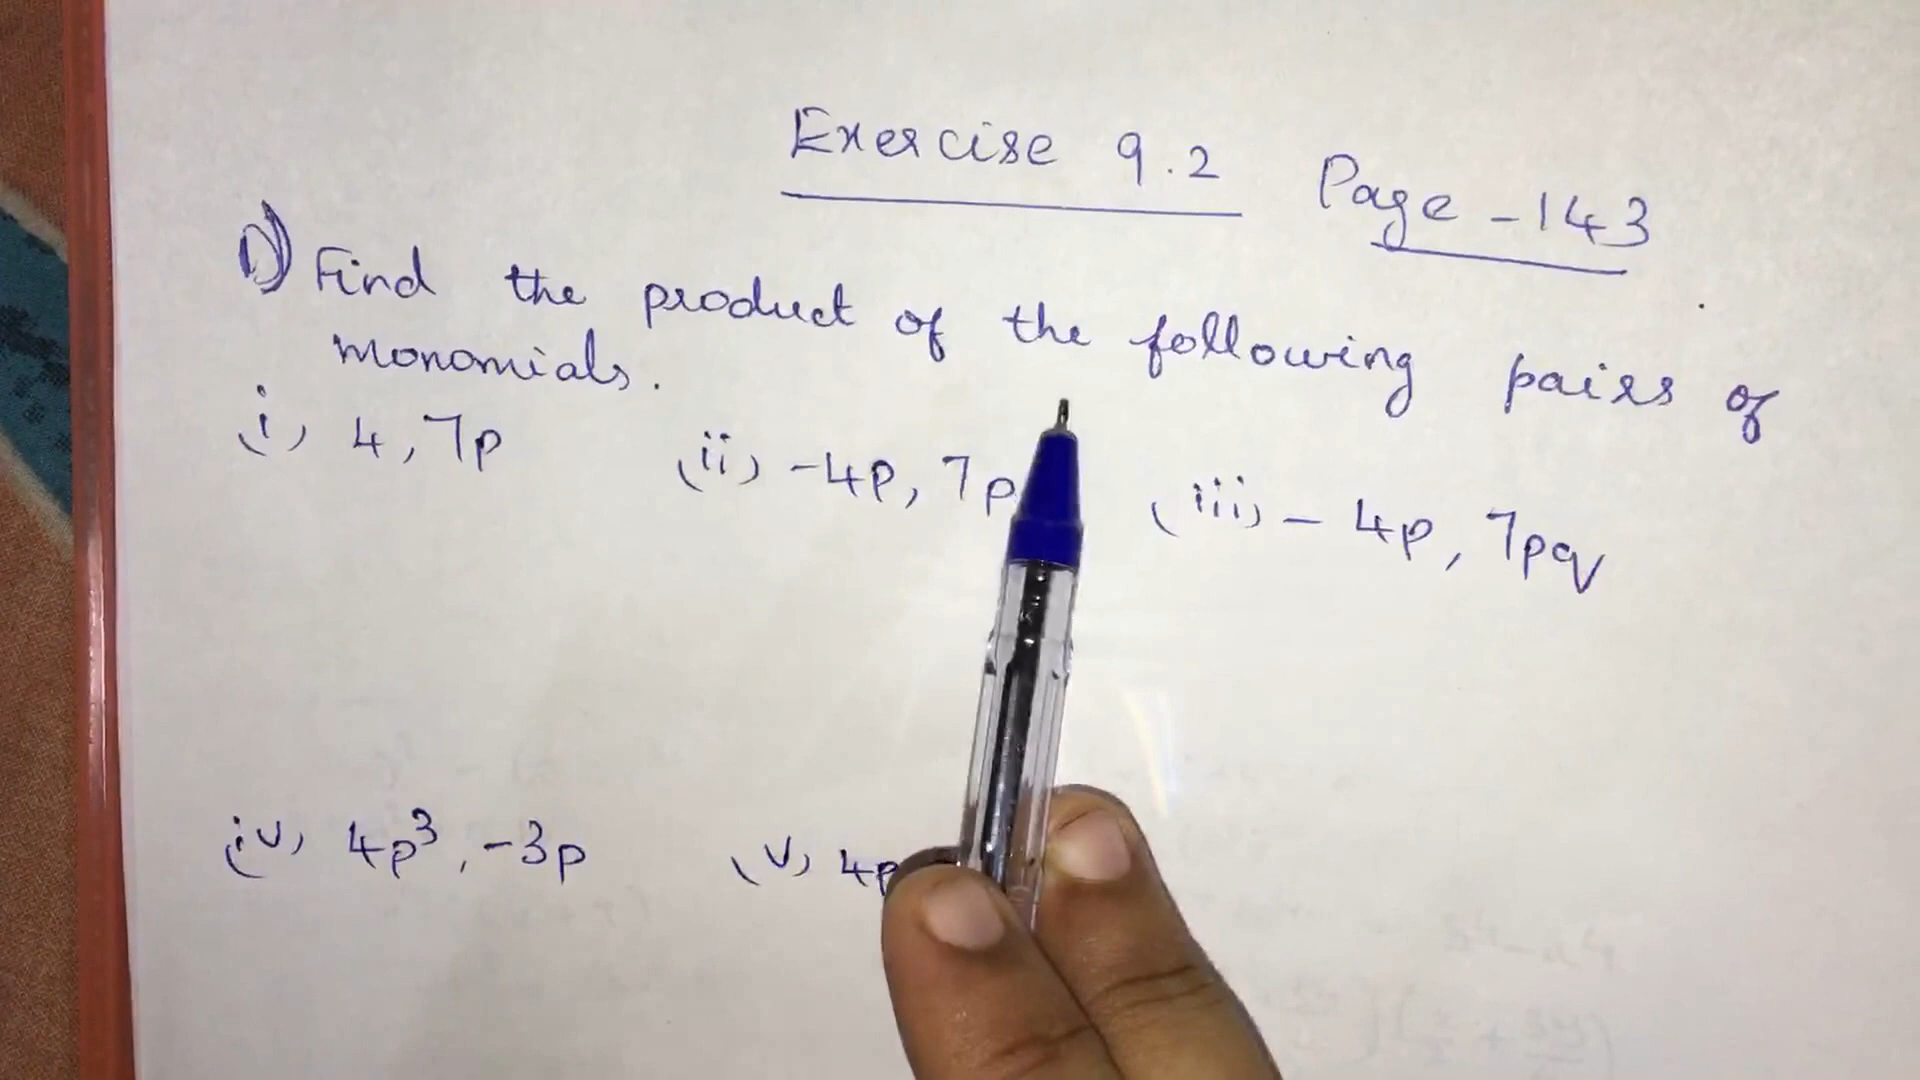 Exercise 9.2 Page - 143
1) Find the product of the following pairs of
monomials.
(i) 4, 7p (ii) -4p, 7p (iii) - 4p, 7pq
(iv) 4p³, -3p (v) 4p